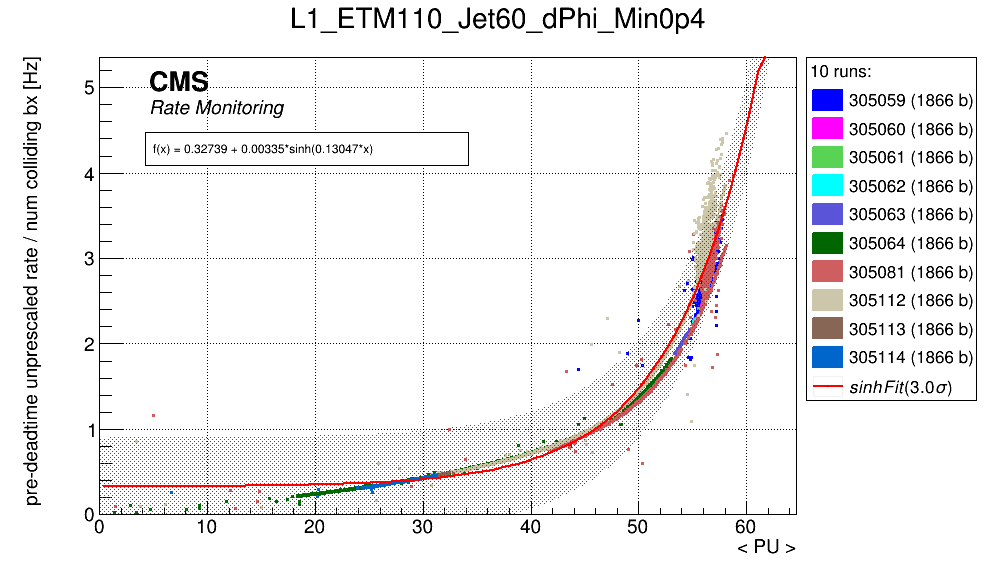 L1_ETM110_Jet60_dPhi_Min0p4
pre-deadtime unprescaled rate / num colliding bx [Hz]
CMS
Rate Monitoring
f(x) = 0.32739 + 0.00335*sinh(0.13047*x)
5
4
3
2
1
0
0 10 20 30 40 50 60
< PU >
10 runs:
305059 (1866 b)
305060 (1866 b)
305061 (1866 b)
305062 (1866 b)
305063 (1866 b)
305064 (1866 b)
305081 (1866 b)
305112 (1866 b)
305113 (1866 b)
305114 (1866 b)
sinhFit(3.0σ)